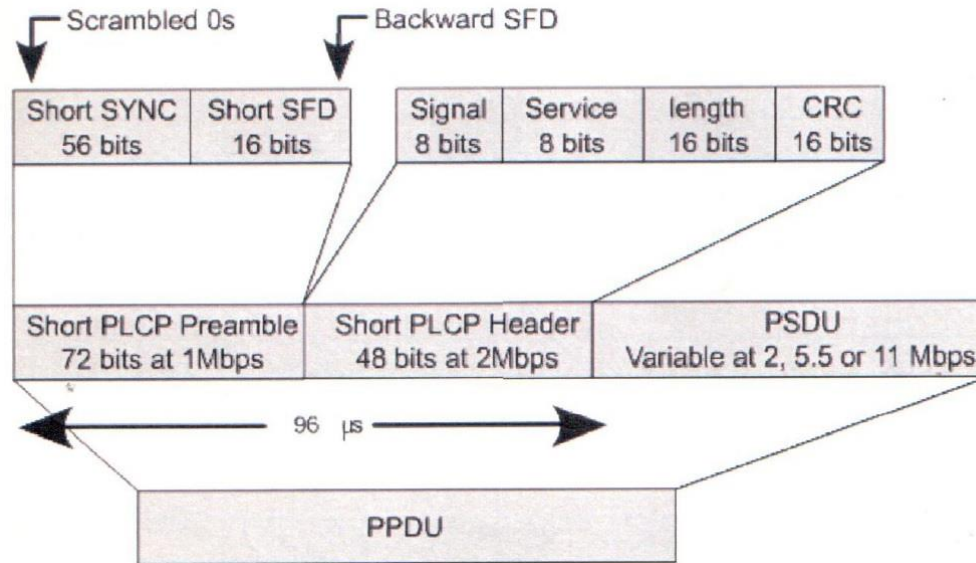 Scrambled 0s
Backward SFD
Short SYNC
56 bits
Short SFD
16 bits
Signal
8 bits
Service
8 bits
length
16 bits
CRC
16 bits
Short PLCP Preamble
72 bits at 1Mbps
Short PLCP Header
48 bits at 2Mbps
PSDU
Variable at 2, 5.5 or 11 Mbps
96 μs
PPDU